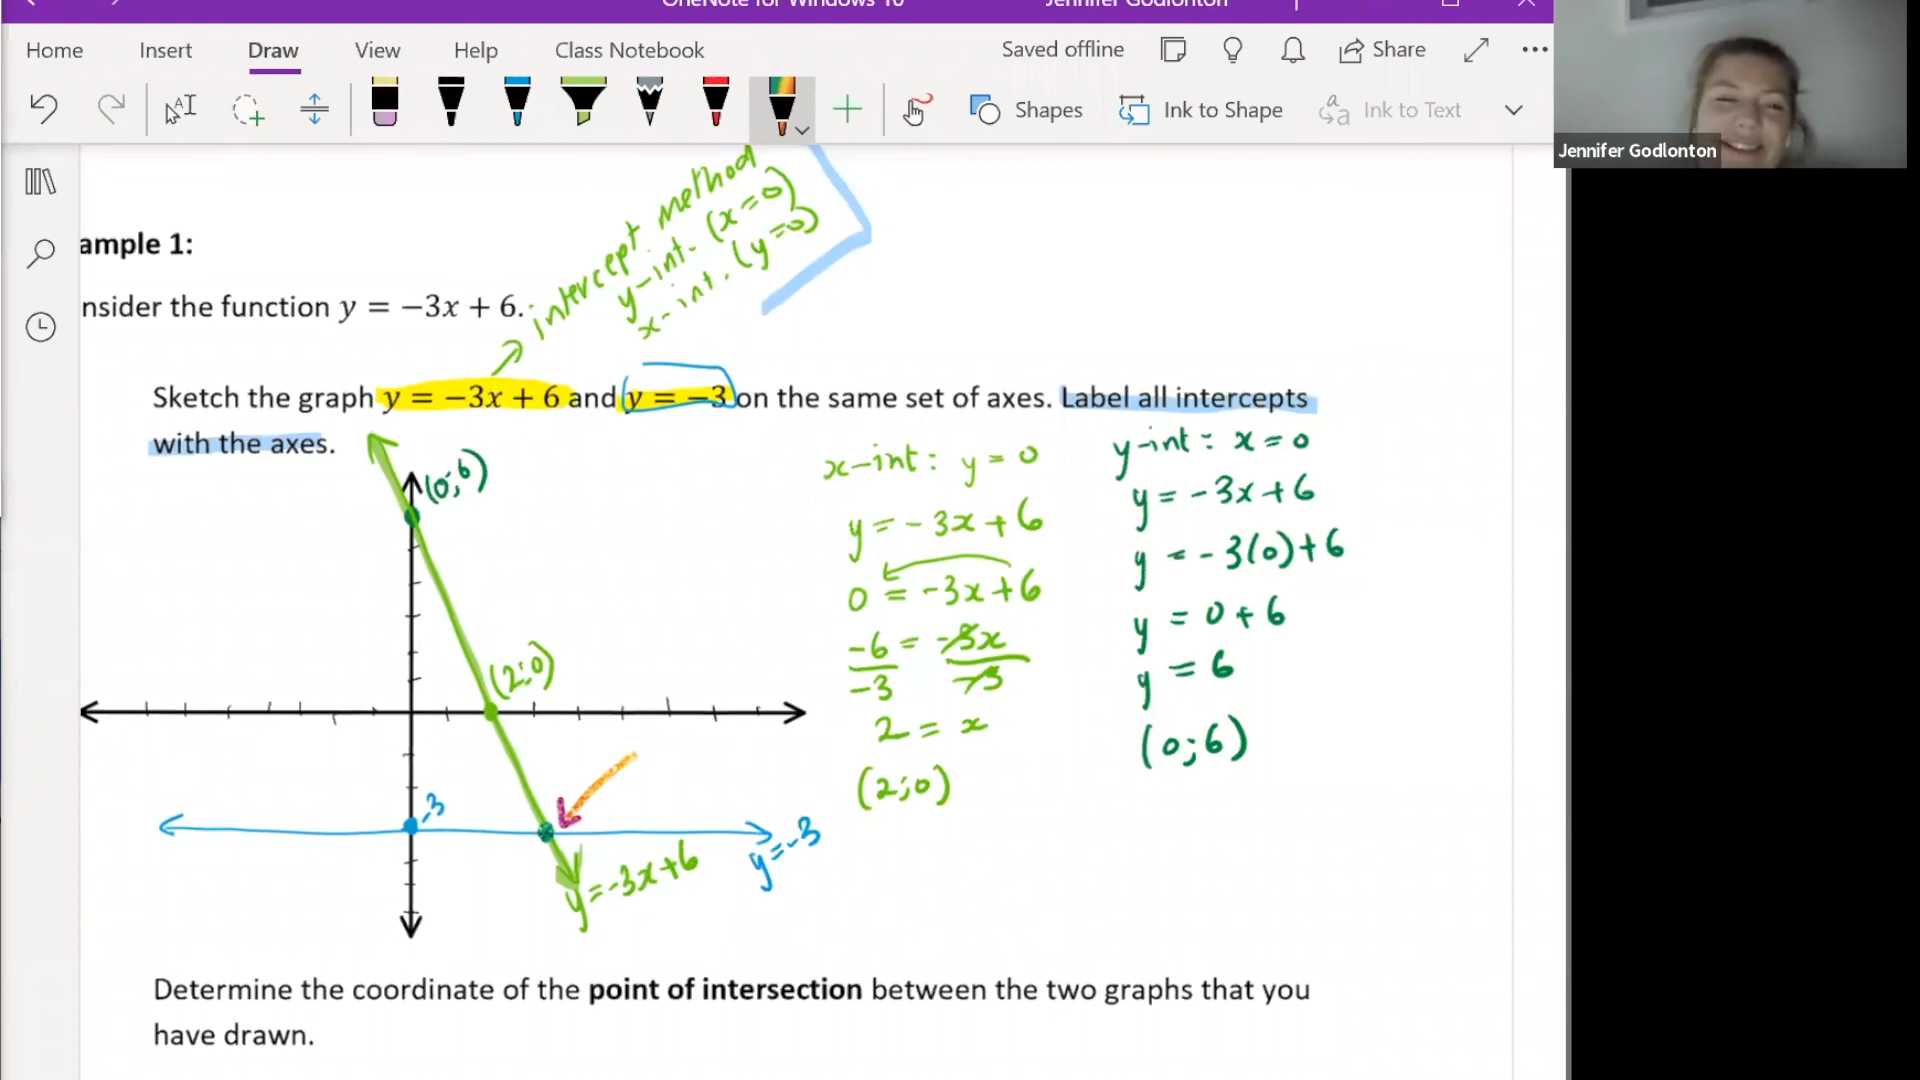 OneNote for Windows 10
Jennifer Godlonton
Home Insert Draw View Help Class Notebook Saved offline Share
Shapes Ink to Shape Ink to Text
Jennifer Godlonton
intercept method
y-int. (x=0)
x-int. (y=0)
ample 1:
nsider the function y = −3x + 6.
Sketch the graph y = −3x + 6 and y = −3 on the same set of axes. Label all intercepts
with the axes.
(0;6)
(2;0)
-3
y=-3
y=-3x+6
x-int: y = 0
y = -3x + 6
0 = -3x+6
-6/-3 = -3x/-3
2 = x
(2;0)
y-int: x = 0
y = -3x+6
y = -3(0)+6
y = 0 + 6
y = 6
(0;6)
Determine the coordinate of the point of intersection between the two graphs that you
have drawn.